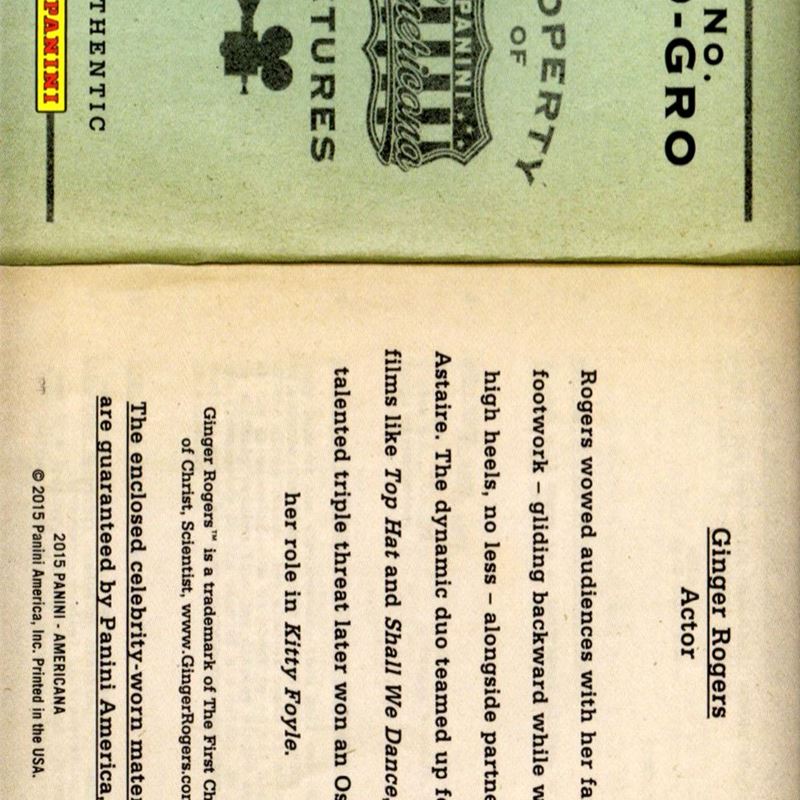 No.
-GRO
OPERTY
OF
PANINI
Americana
TURES
THENTIC
PANINI
Ginger Rogers
Actor
Rogers wowed audiences with her fa
footwork – gliding backward while w
high heels, no less – alongside partne
Astaire. The dynamic duo teamed up fo
films like Top Hat and Shall We Dance,
talented triple threat later won an Os
her role in Kitty Foyle.
Ginger Rogers™ is a trademark of The First Ch
of Christ, Scientist, www.GingerRogers.com
The enclosed celebrity-worn mater
are guaranteed by Panini America,
2015 PANINI - AMERICANA
© 2015 Panini America, Inc. Printed in the USA.